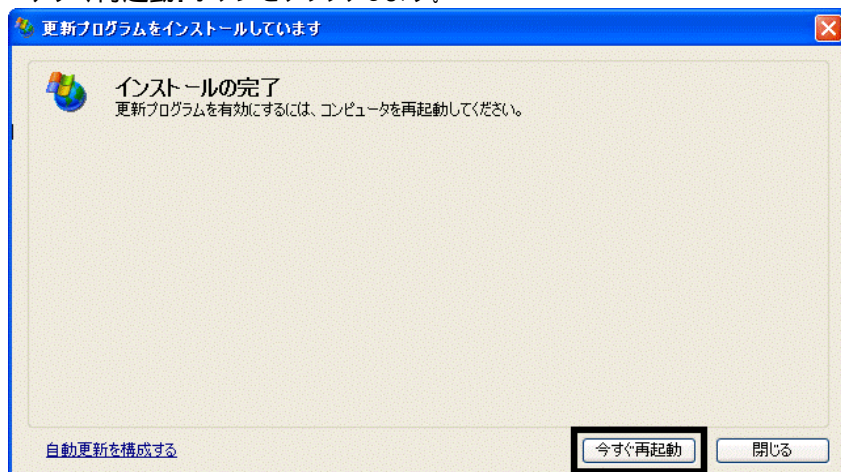 更新プログラムをインストールしています
インストールの完了
更新プログラムを有効にするには、コンピュータを再起動してください。
自動更新を構成する
今すぐ再起動
閉じる